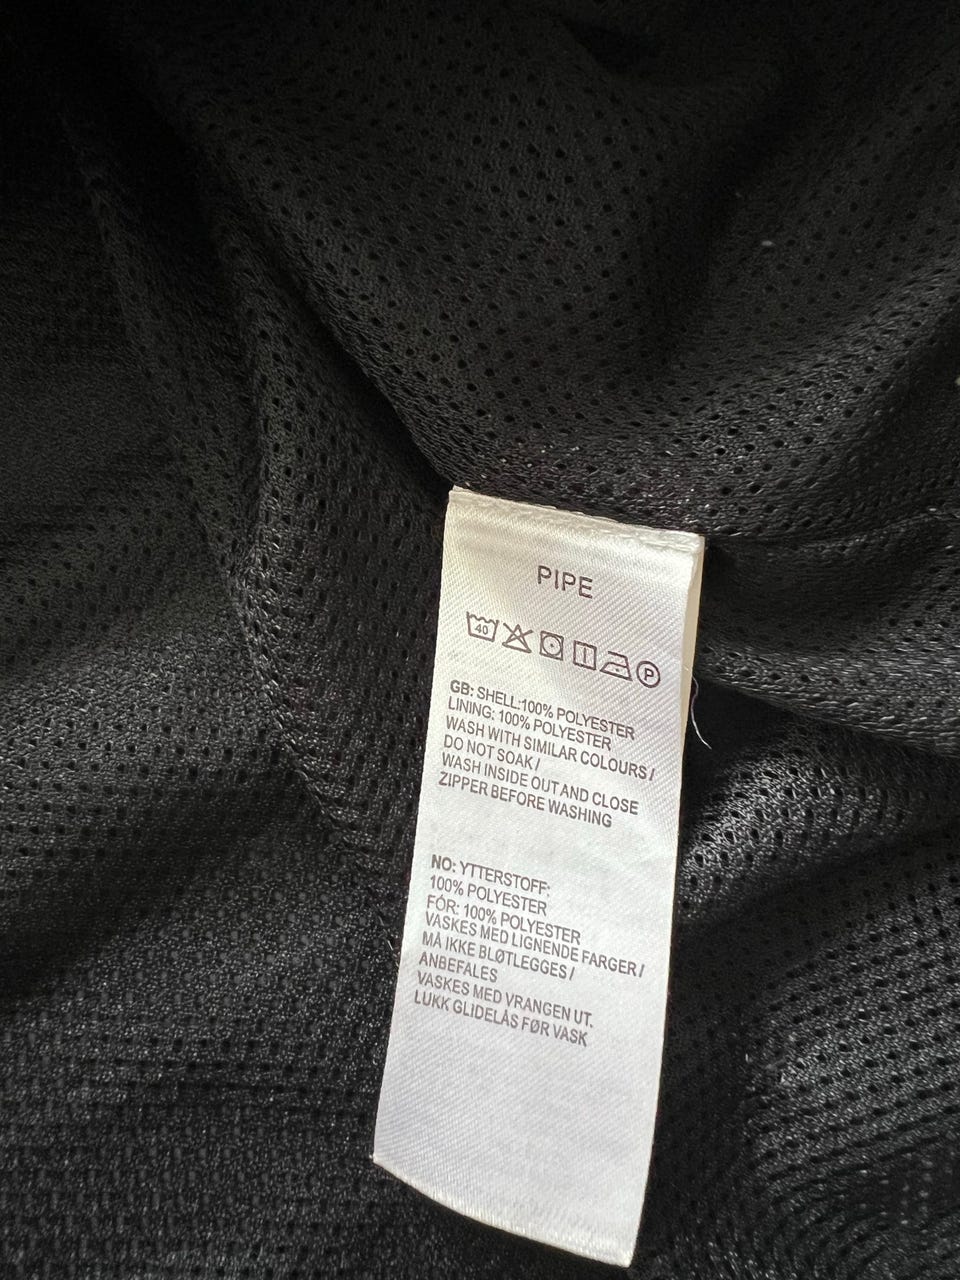 PIPE
40 P
GB: SHELL:100% POLYESTER
LINING: 100% POLYESTER
WASH WITH SIMILAR COLOURS /
DO NOT SOAK /
WASH INSIDE OUT AND CLOSE
ZIPPER BEFORE WASHING
NO: YTTERSTOFF:
100% POLYESTER
FÓR: 100% POLYESTER
VASKES MED LIGNENDE FARGER /
MÅ IKKE BLØTLEGGES /
ANBEFALES
VASKES MED VRANGEN UT.
LUKK GLIDELÅS FØR VASK